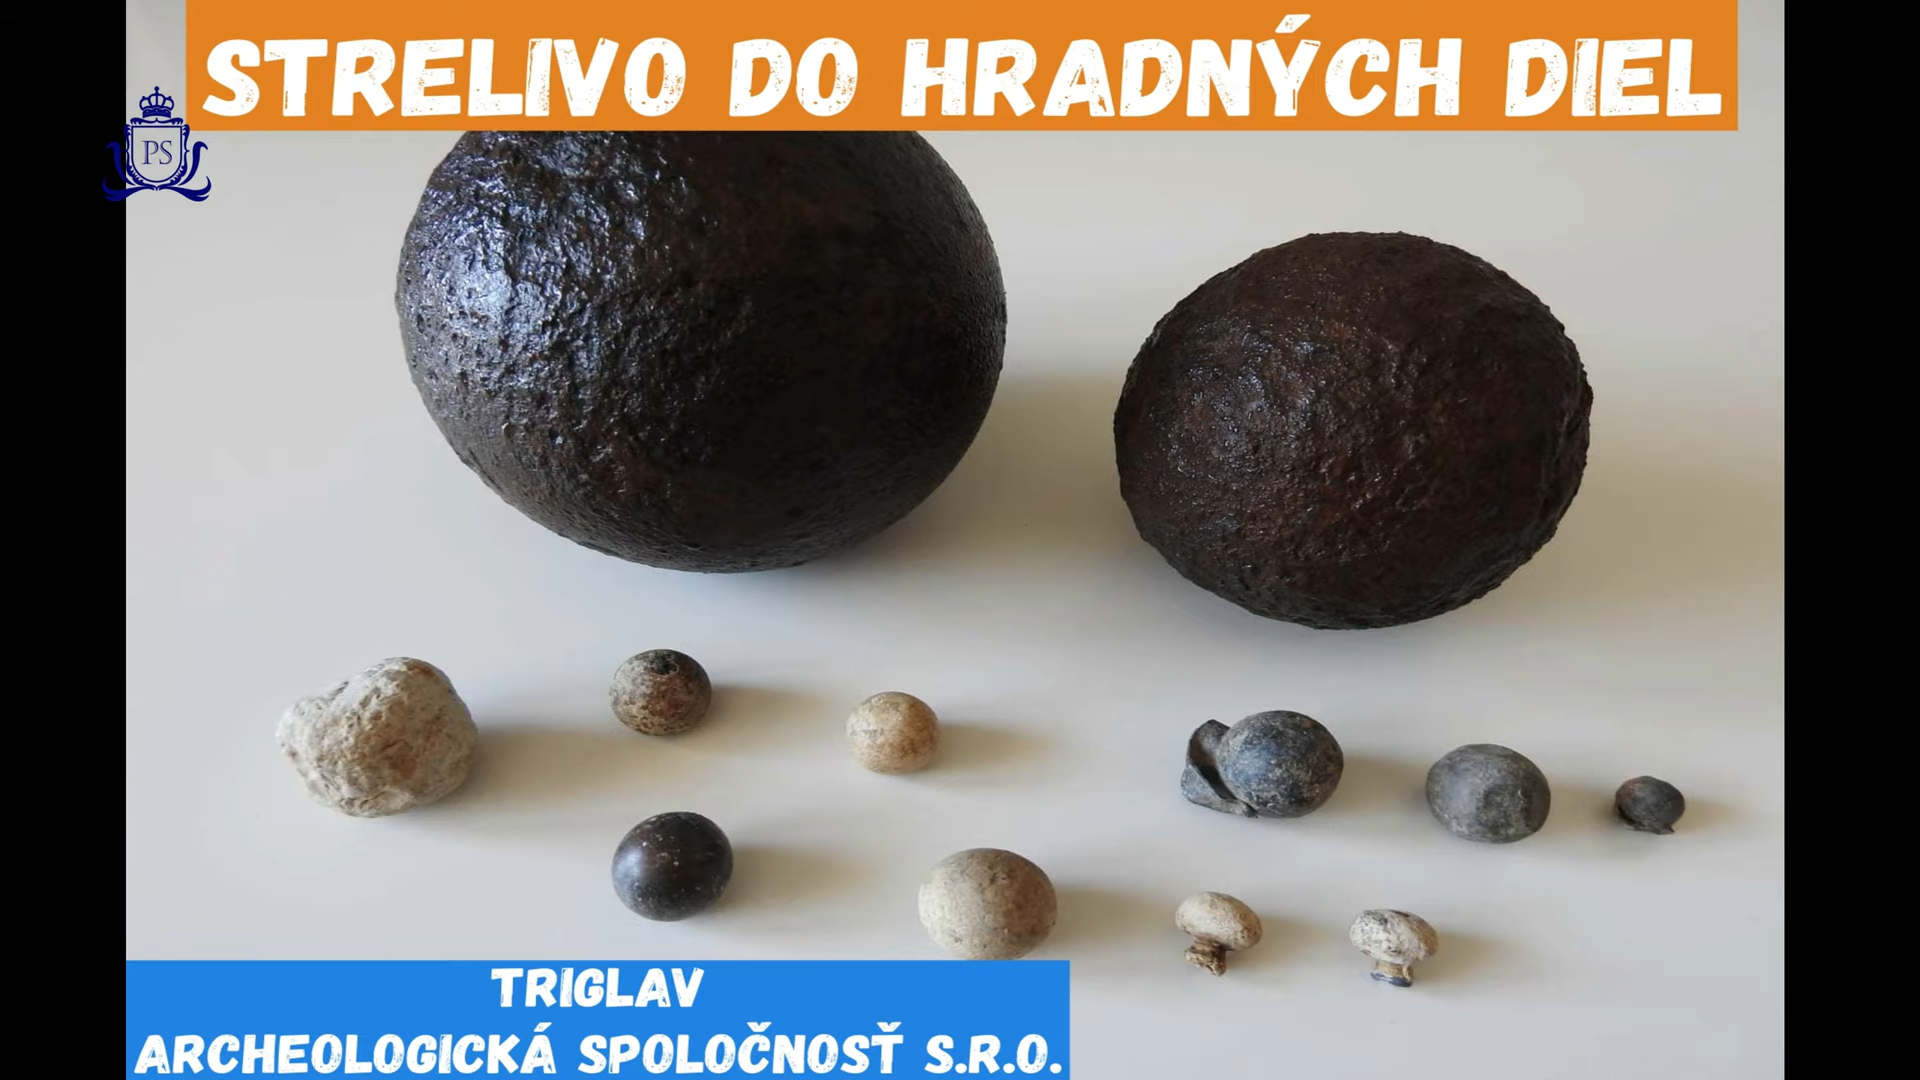 STRELIVO DO HRADNÝCH DIEL
PS
TRIGLAV
ARCHEOLOGICKÁ SPOLOČNOSŤ S.R.O.